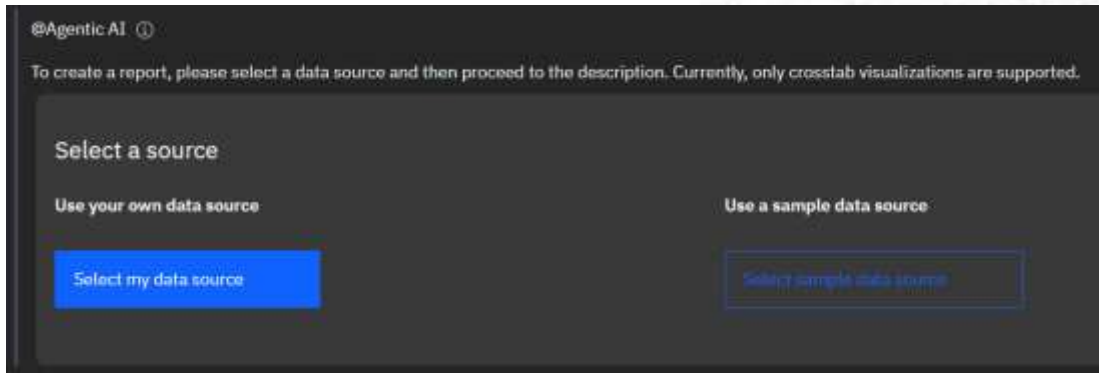 @Agentic AI ⓘ
To create a report, please select a data source and then proceed to the description. Currently, only crosstab visualizations are supported.
Select a source
Use your own data source
Use a sample data source
Select my data source
Select sample data source